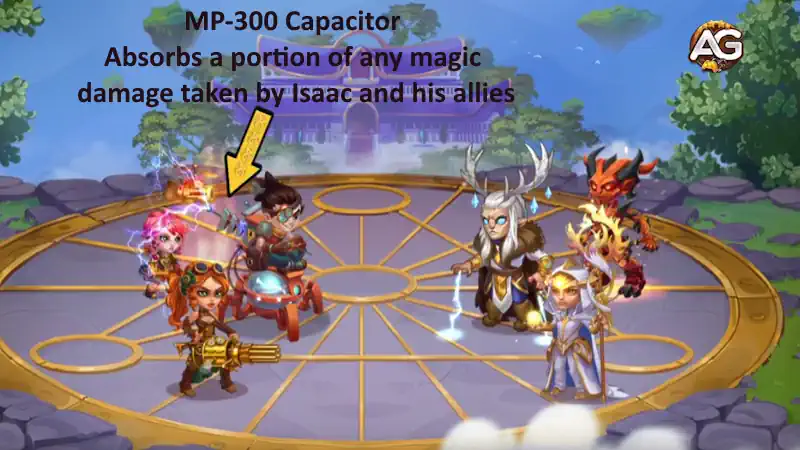 MP-300 Capacitor
Absorbs a portion of any magic
damage taken by Isaac and his allies
AG